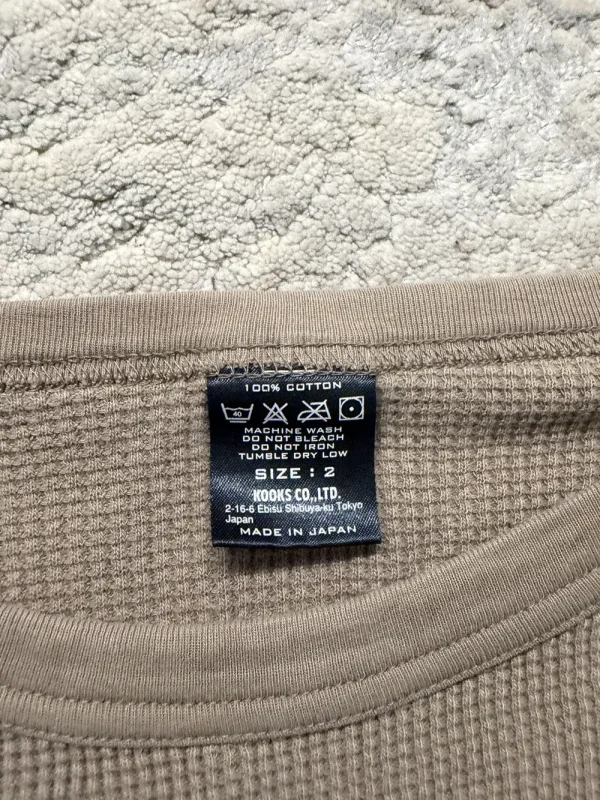 100% COTTON
40
MACHINE WASH
DO NOT BLEACH
DO NOT IRON
TUMBLE DRY LOW
SIZE : 2
KOOKS CO.,LTD.
2-16-6 Ebisu Shibuya-ku Tokyo
Japan
MADE IN JAPAN